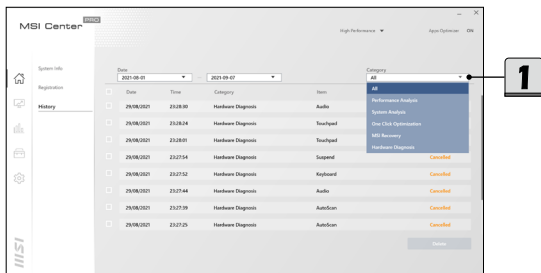 MSI Center PRO
High Performance
Apps Optimizer ON
System Info
Registration
History
Date
2021-08-01
2021-09-07
Category
All
Date Time Category Item
All
Performance Analysis
System Analysis
One Click Optimization
MSI Recovery
Hardware Diagnosis
29/08/2021 23:28:30 Hardware Diagnosis Audio
29/08/2021 23:28:24 Hardware Diagnosis Touchpad
29/08/2021 23:28:01 Hardware Diagnosis Touchpad
29/08/2021 23:27:54 Hardware Diagnosis Suspend Cancelled
29/08/2021 23:27:52 Hardware Diagnosis Keyboard Cancelled
29/08/2021 23:27:44 Hardware Diagnosis Audio Cancelled
29/08/2021 23:27:39 Hardware Diagnosis AutoScan Cancelled
29/08/2021 23:27:25 Hardware Diagnosis AutoScan Cancelled
Delete
msi
1